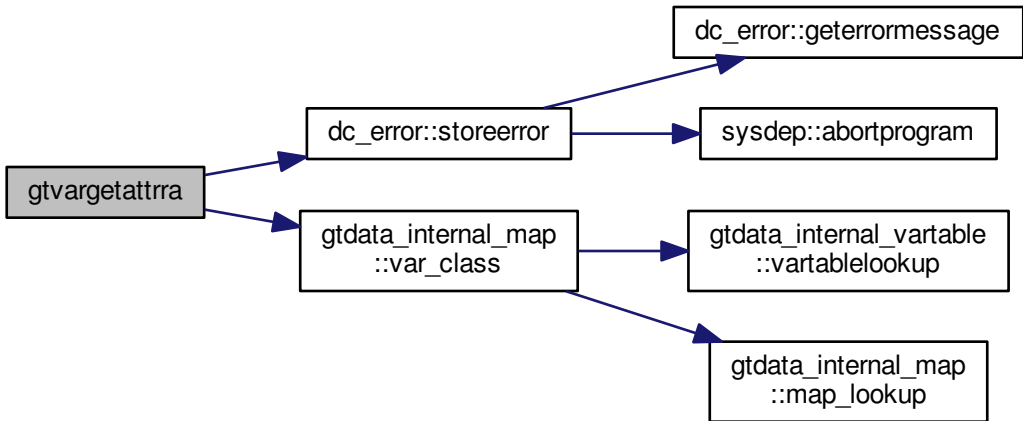 dc_error::geterrormessage
dc_error::storeerror
sysdep::abortprogram
gtvargetattrra
gtdata_internal_map
::var_class
gtdata_internal_vartable
::vartablelookup
gtdata_internal_map
::map_lookup